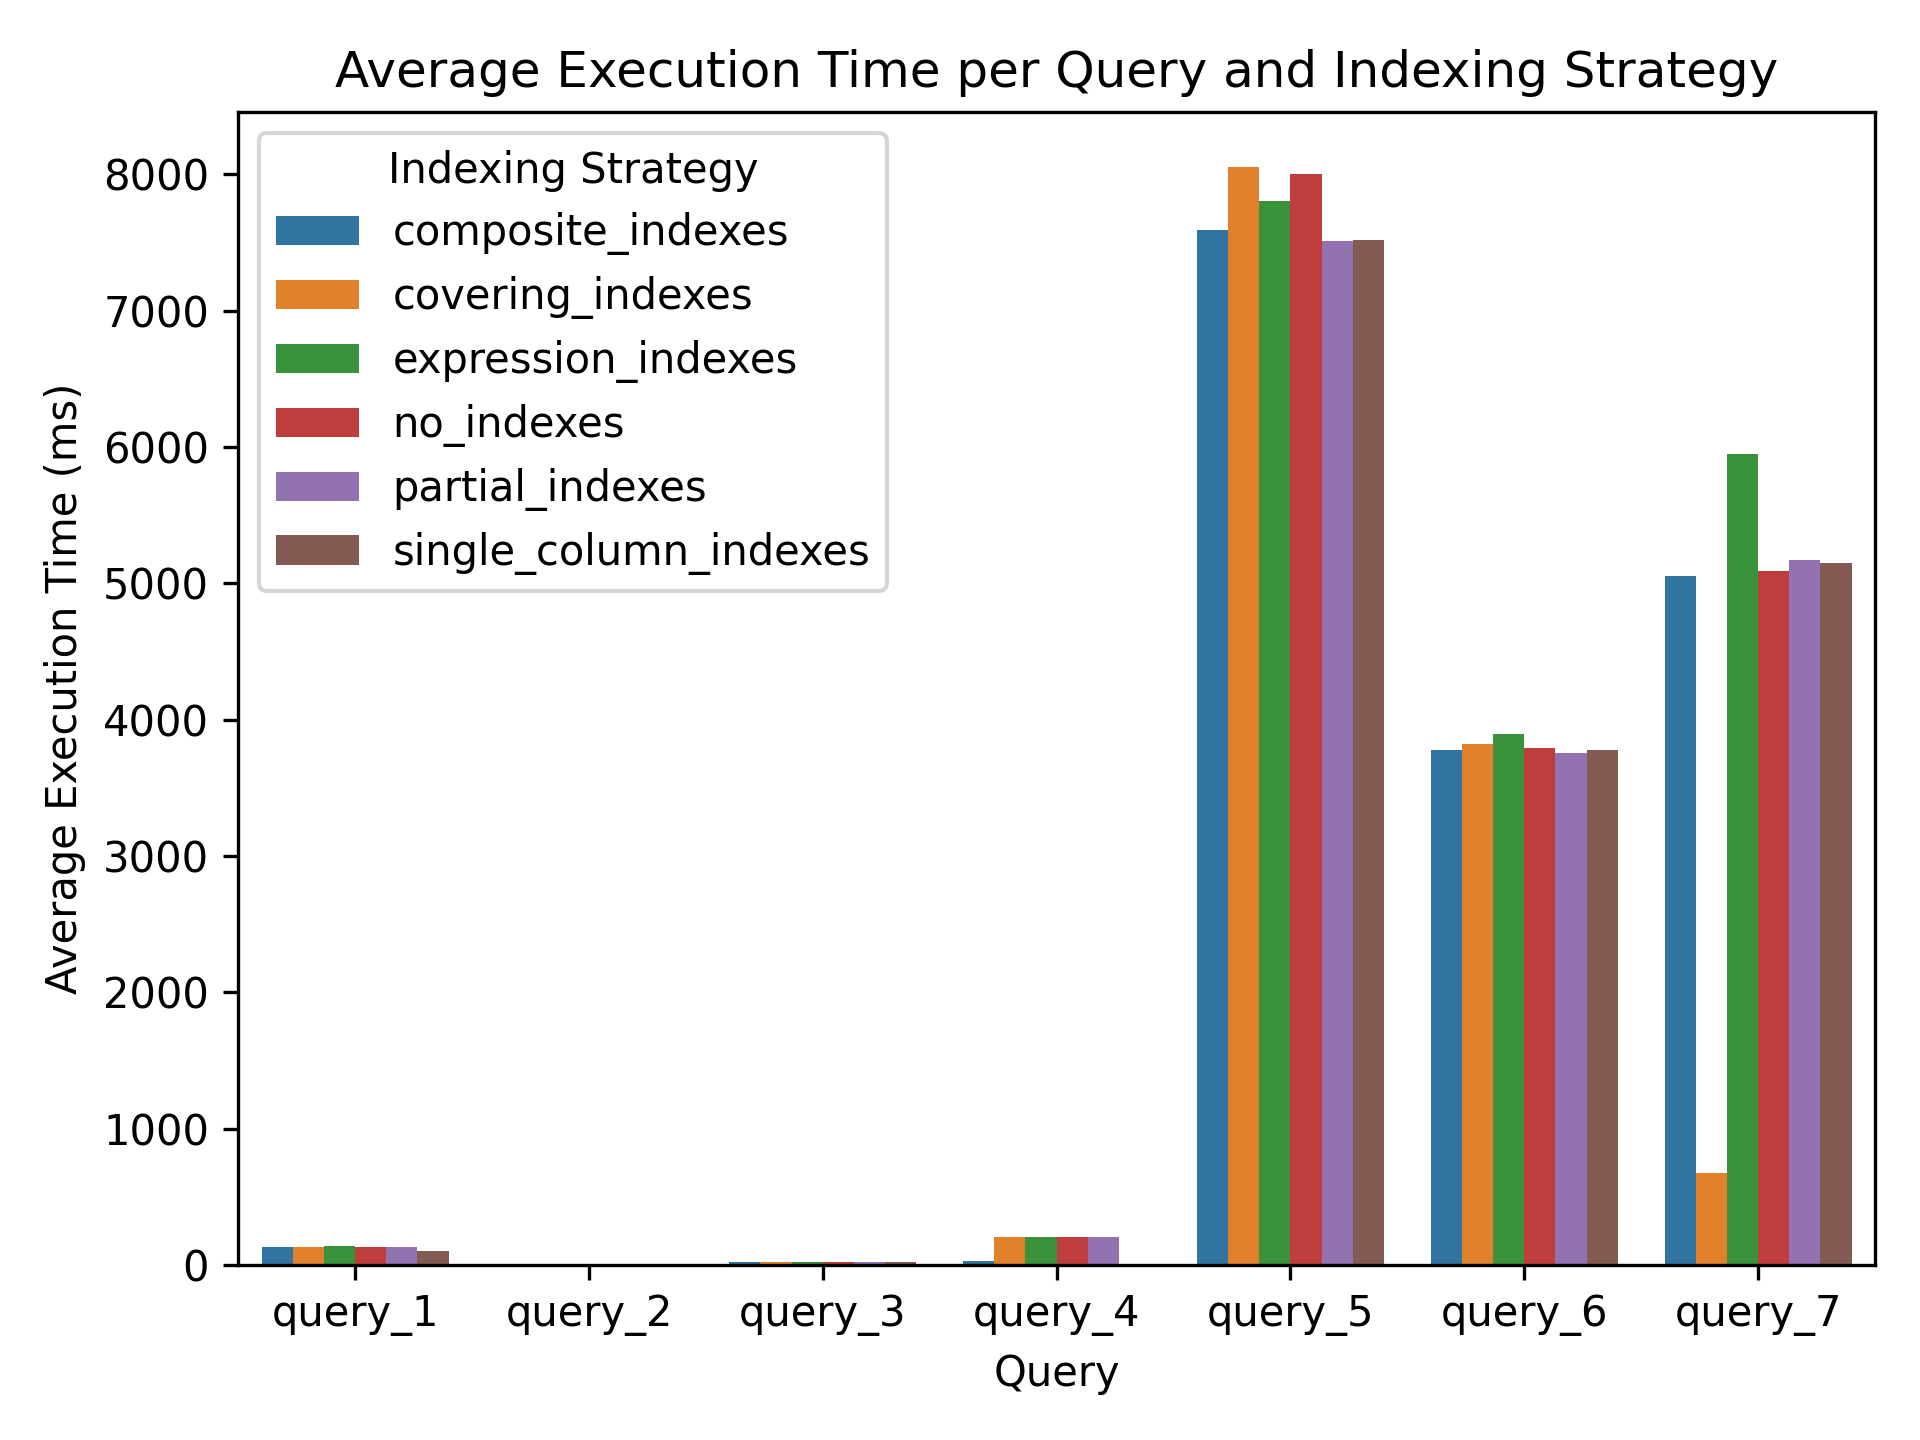 Average Execution Time per Query and Indexing Strategy
Indexing Strategy
composite_indexes
covering_indexes
expression_indexes
no_indexes
partial_indexes
single_column_indexes
Average Execution Time (ms)
8000
7000
6000
5000
4000
3000
2000
1000
0
query_1 query_2 query_3 query_4 query_5 query_6 query_7
Query